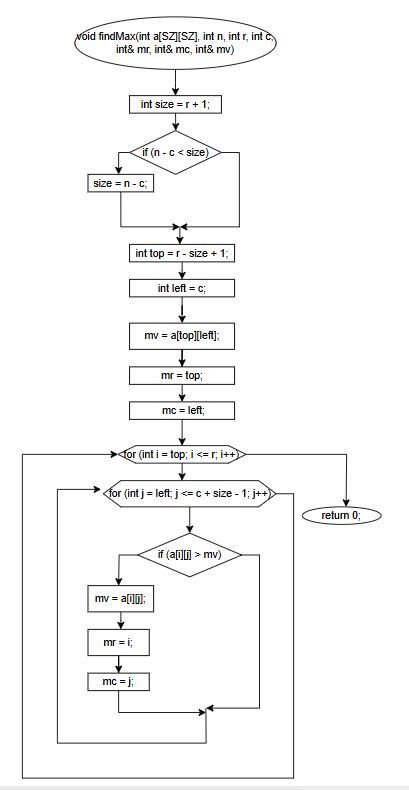 void findMax(int a[SZ][SZ], int n, int r, int c,
int& mr, int& mc, int& mv)
int size = r + 1;
if (n - c < size)
size = n - c;
int top = r - size + 1;
int left = c;
mv = a[top][left];
mr = top;
mc = left;
for (int i = top; i <= r; i++)
for (int j = left; j <= c + size - 1; j++)
return 0;
if (a[i][j] > mv)
mv = a[i][j];
mr = i;
mc = j;